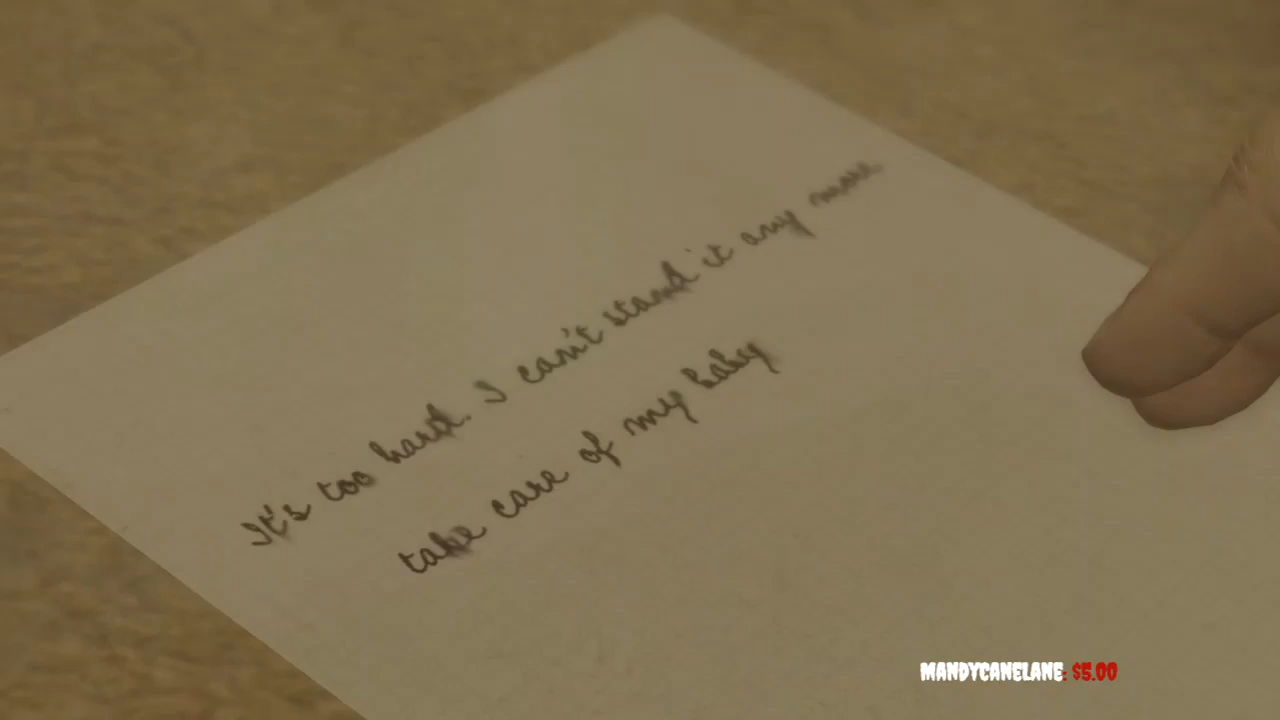 It's too hard. I can't stand it any more
take care of my baby
MANDYCANELANE: $5.00